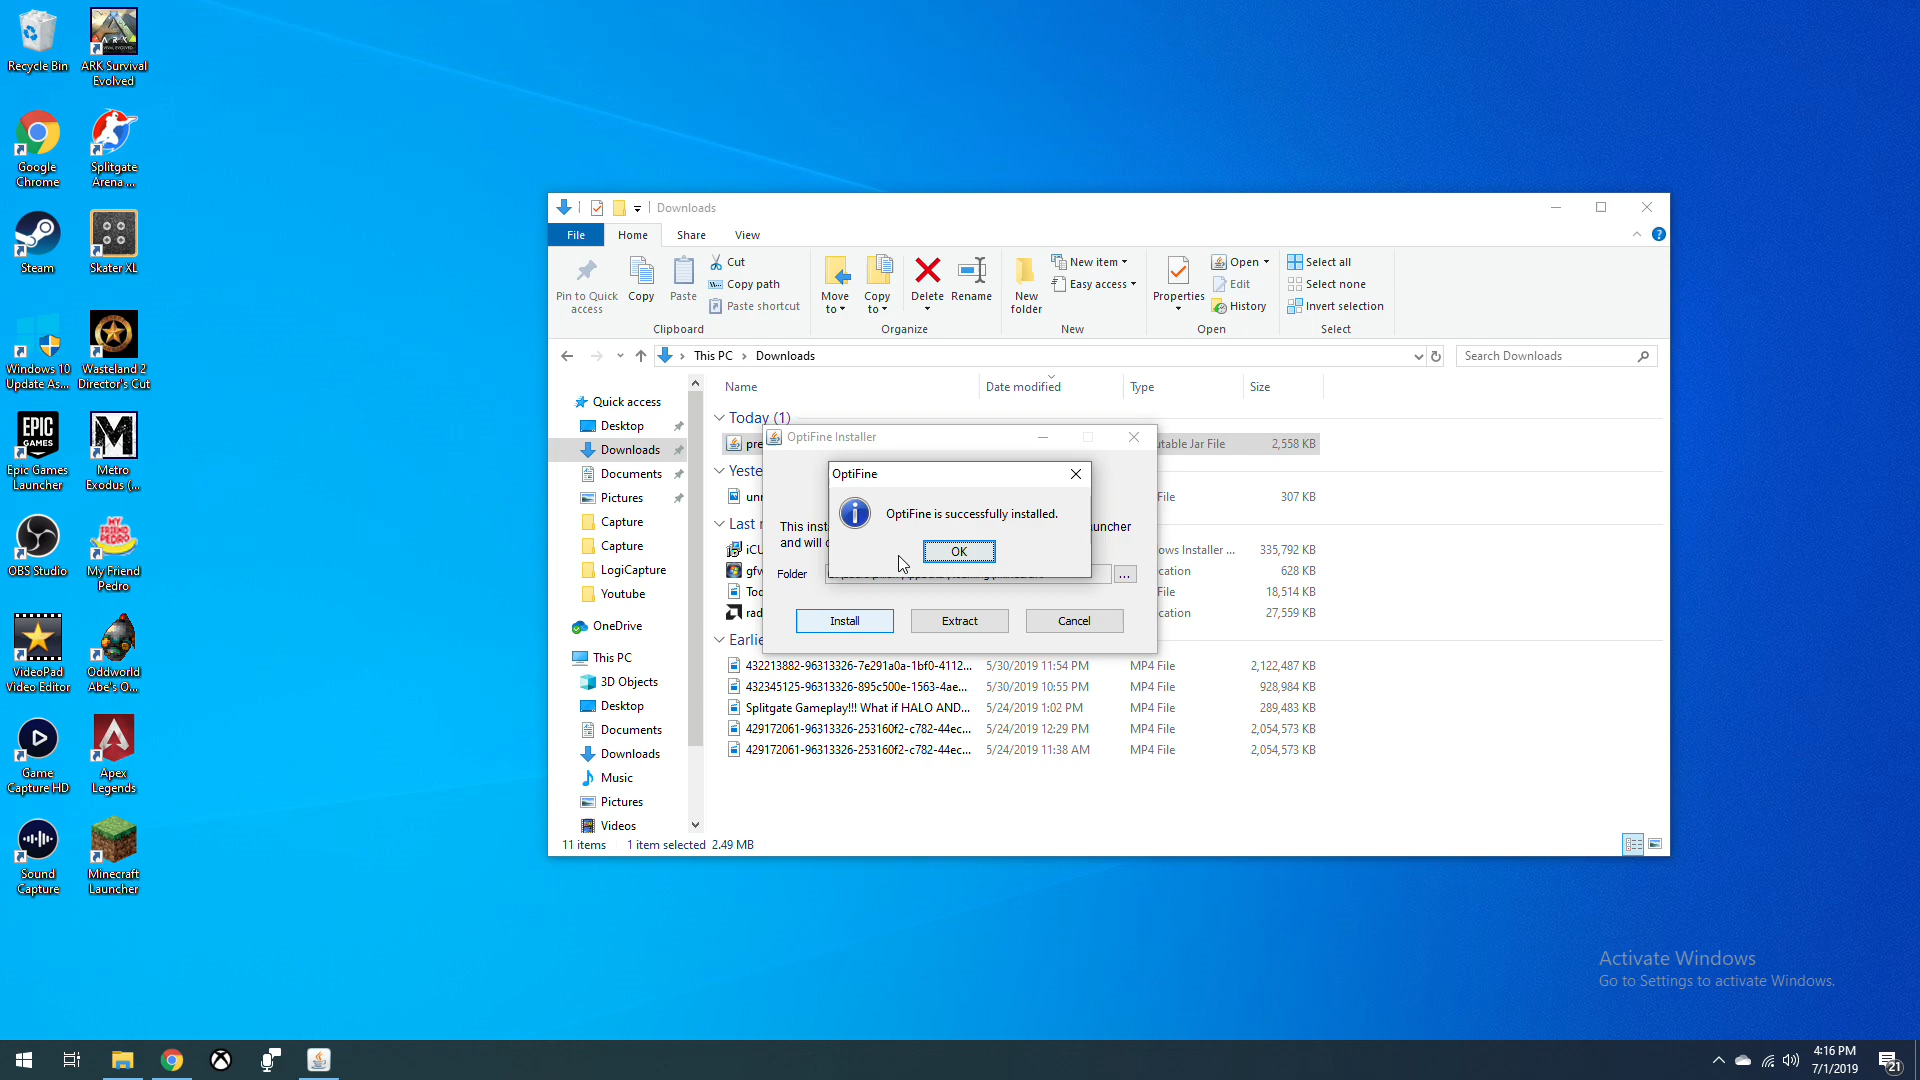 Recycle Bin
ARK Survival
Evolved
Google
Chrome
Splitgate
Arena ...
Steam
Skater XL
Windows 10
Update As...
Wasteland 2
Director's Cut
Epic Games
Launcher
Metro
Exodus (...
OBS Studio
My Friend
Pedro
VideoPad
Video Editor
Oddworld
Abe's O...
Game
Capture HD
Apex
Legends
Sound
Capture
Minecraft
Launcher
Downloads
File Home Share View
Pin to Quick
access
Copy
Paste
Cut
Copy path
Paste shortcut
Clipboard
Move
to
Copy
to
Delete
Rename
Organize
New
folder
New item
Easy access
New
Properties
Open
Edit
History
Open
Select all
Select none
Invert selection
Select
This PC Downloads
Search Downloads
Name Date modified Type Size
Quick access
Desktop
Downloads
Documents
Pictures
Capture
Capture
LogiCapture
Youtube
OneDrive
This PC
3D Objects
Desktop
Documents
Downloads
Music
Pictures
Videos
Today (1)
pre
utable Jar File 2,558 KB
Yeste
unr
File 307 KB
Last r
iCU
ows Installer ... 335,792 KB
gfw
cation 628 KB
Tod
File 18,514 KB
rad
cation 27,559 KB
Earlie
432213882-96313326-7e291a0a-1bf0-4112... 5/30/2019 11:54 PM MP4 File 2,122,487 KB
432345125-96313326-895c500e-1563-4ae... 5/30/2019 10:55 PM MP4 File 928,984 KB
Splitgate Gameplay!!! What if HALO AND... 5/24/2019 1:02 PM MP4 File 289,483 KB
429172061-96313326-253160f2-c782-44ec... 5/24/2019 12:29 PM MP4 File 2,054,573 KB
429172061-96313326-253160f2-c782-44ec... 5/24/2019 11:38 AM MP4 File 2,054,573 KB
11 items 1 item selected 2.49 MB
OptiFine Installer
This inst
uncher
and will
Folder
...
Install Extract Cancel
OptiFine
OptiFine is successfully installed.
OK
Activate Windows
Go to Settings to activate Windows.
4:16 PM
7/1/2019
21